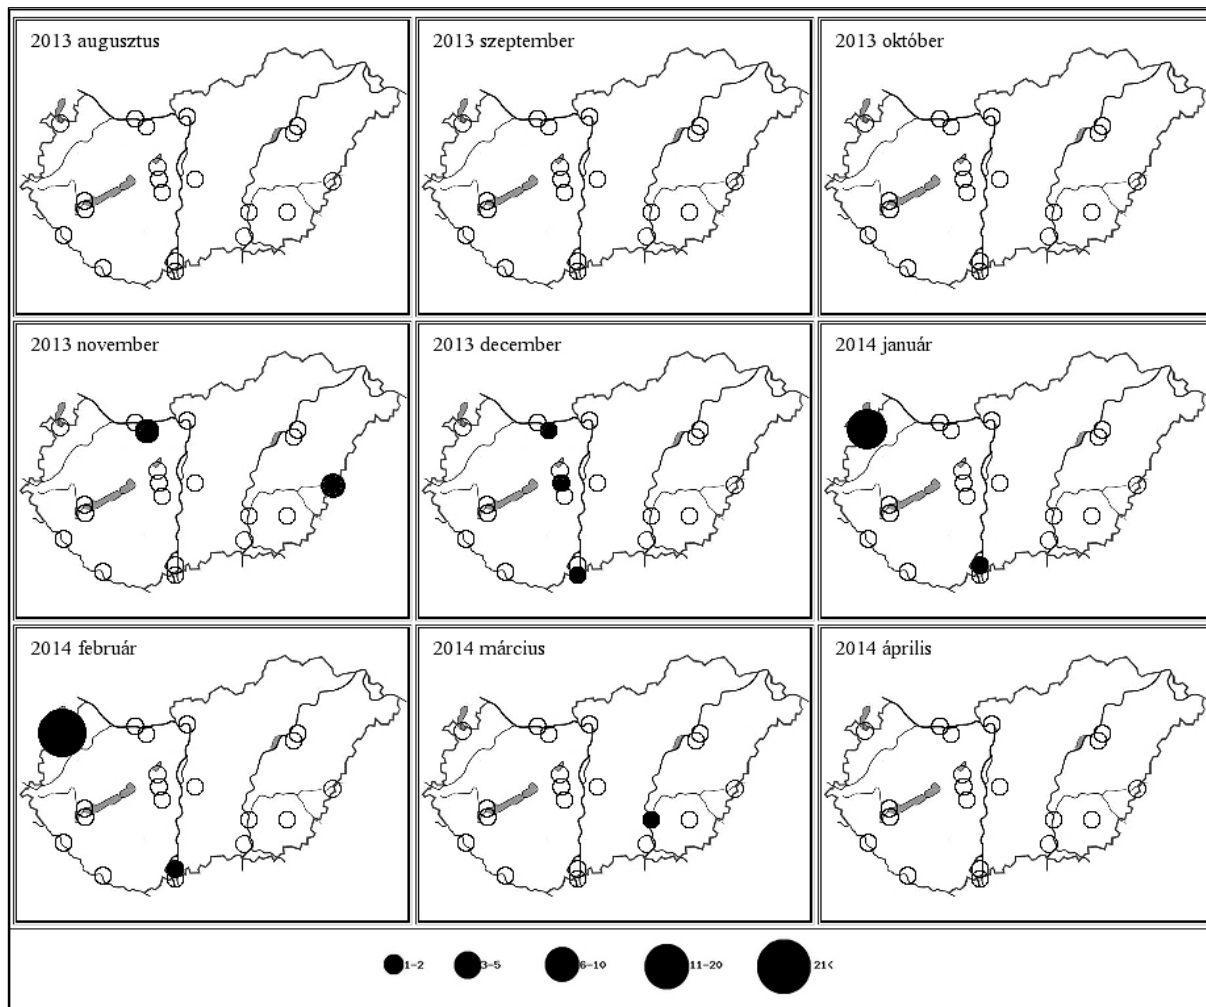 2013 augusztus
2013 szeptember
2013 október
2013 november
2013 december
2014 január
2014 február
2014 március
2014 április
1-2
3-5
6-10
11-20
21<